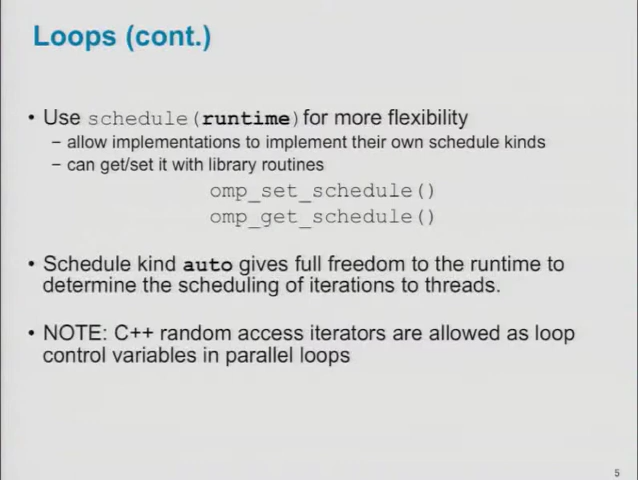 Loops (cont.)
• Use schedule(runtime) for more flexibility
– allow implementations to implement their own schedule kinds
– can get/set it with library routines
omp_set_schedule()
omp_get_schedule()
• Schedule kind auto gives full freedom to the runtime to
determine the scheduling of iterations to threads.
• NOTE: C++ random access iterators are allowed as loop
control variables in parallel loops
5